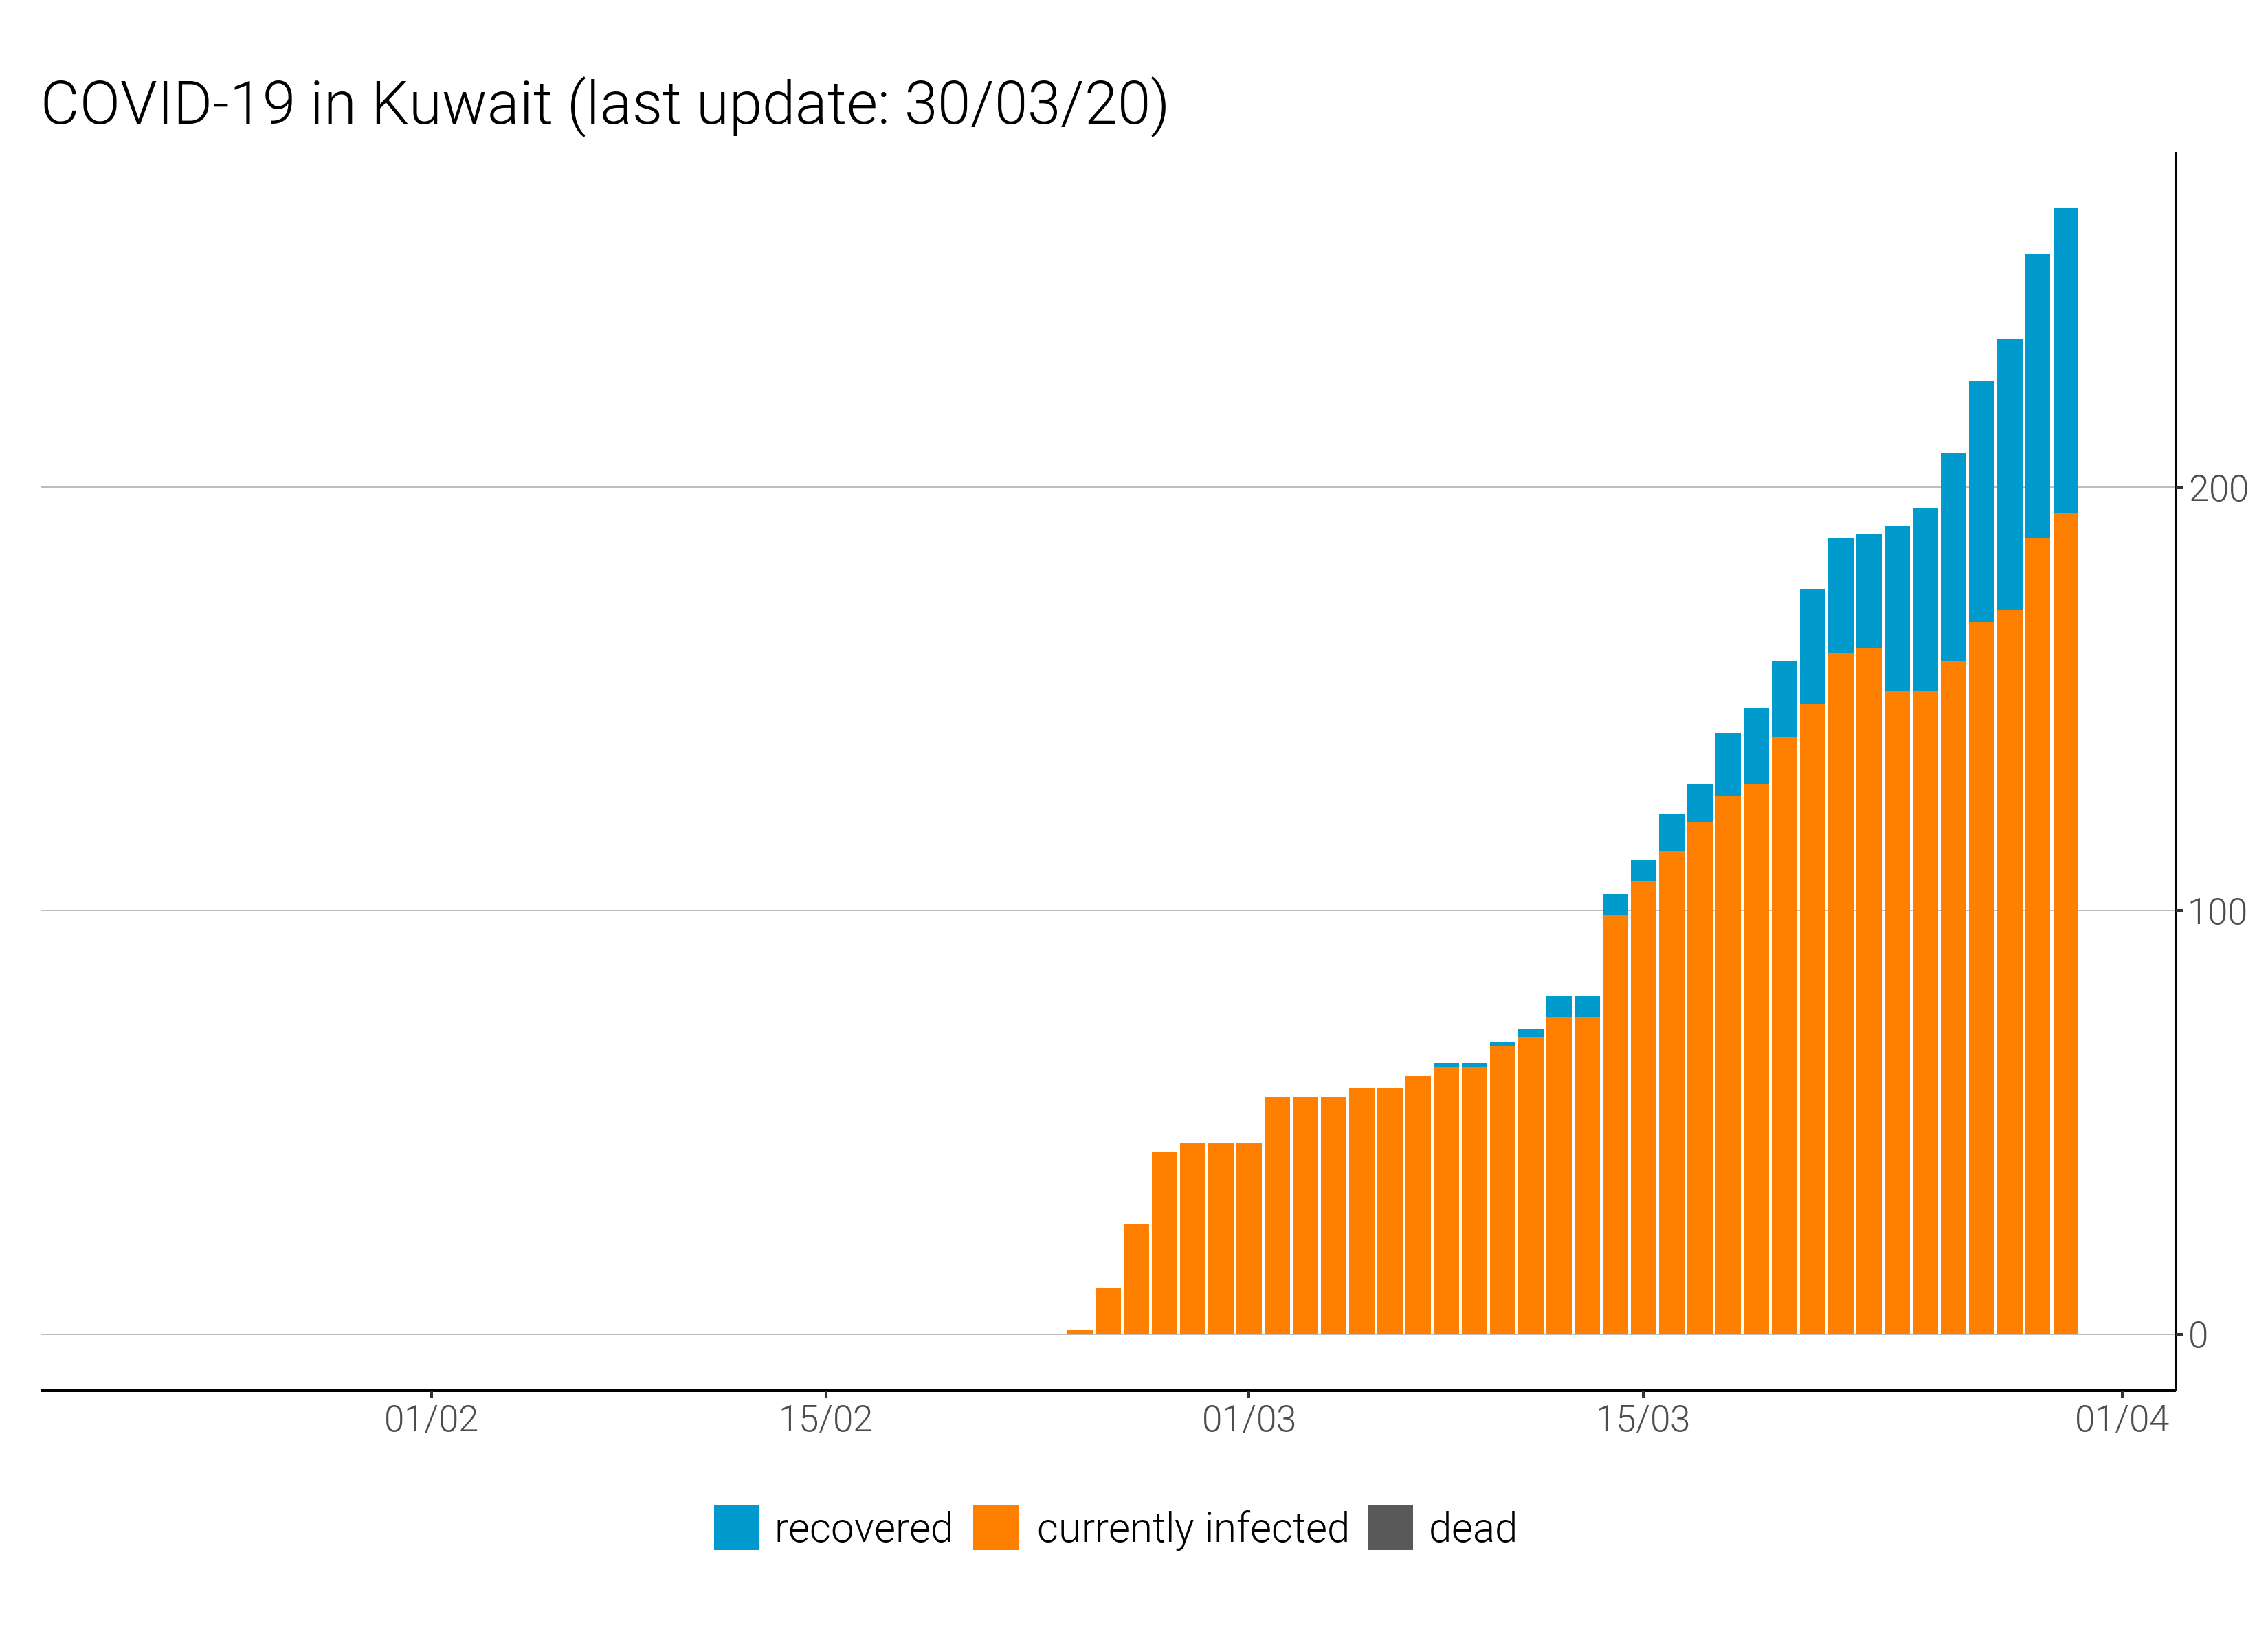 COVID-19 in Kuwait (last update: 30/03/20)
200
100
0
01/02 15/02 01/03 15/03 01/04
recovered currently infected dead